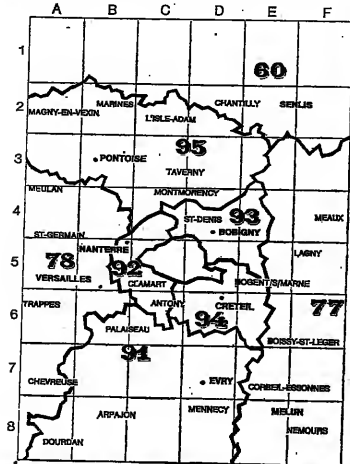 A B C D E F
1
60
2
MARINES CHANTILLY SENLIS
MAGNY-EN-VEXIN L'ISLE-ADAM
95
3
PONTOISE
TAVERNY
MEULAN MONTMORENCY
4
ST-DENIS 93 MEAUX
BOBIGNY
ST-GERMAIN
NANTERRE LAGNY
5
78 92
VERSAILLES CLAMART NOGENT/S/MARNE
TRAPPES ANTONY CRETEIL 77
6
94
PALAISEAU BOISSY-ST-LEGER
91
7
CHEVREUSE EVRY CORBEIL-ESSONNES
ARPAJON MENNECY MELUN
8
NEMOURS
DOURDAN